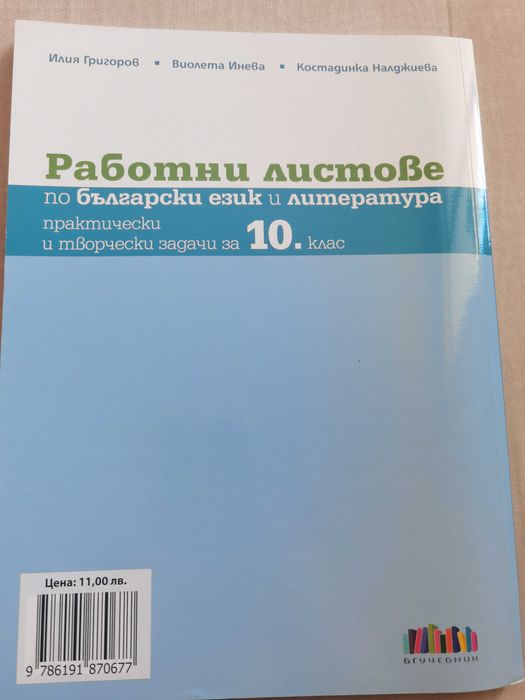 Илия Григоров ▪ Виолета Инева ▪ Костадинка Налджиева
Работни листове
по български език и литература
практически
и творчески задачи за 10. клас
Цена: 11,00 лв.
9 786191 870677
БГУЧЕБНИК